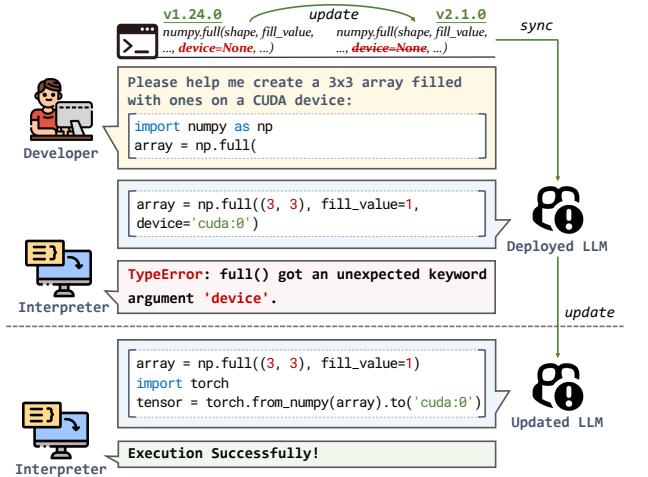 v1.24.0
update
v2.1.0
numpy.full(shape, fill_value,
..., device=None, ...)
numpy.full(shape, fill_value,
..., device=None, ...)
sync
Please help me create a 3x3 array filled
with ones on a CUDA device:
import numpy as np
array = np.full(
Developer
array = np.full((3, 3), fill_value=1,
device='cuda:0')
Deployed LLM
TypeError: full() got an unexpected keyword
argument 'device'.
Interpreter
update
array = np.full((3, 3), fill_value=1)
import torch
tensor = torch.from_numpy(array).to('cuda:0')
Updated LLM
Execution Successfully!
Interpreter